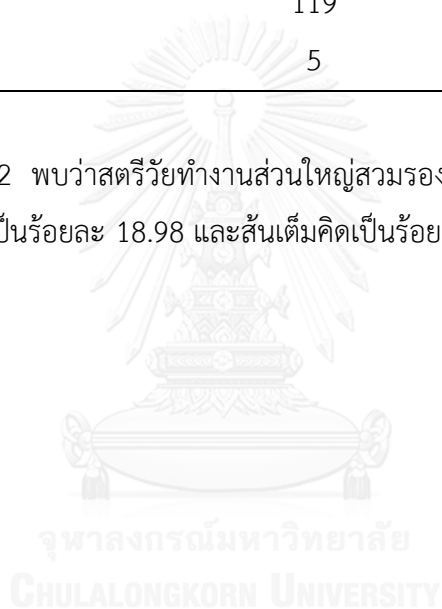 119
5
2 พบว่าสตรีวัยทำงานส่วนใหญ่สวมรอง
ป็นร้อยละ 18.98 และส้นเต็มคิดเป็นร้อย
จุฬาลงกรณ์มหาวิทยาลัย
CHULALONGKORN UNIVERSITY